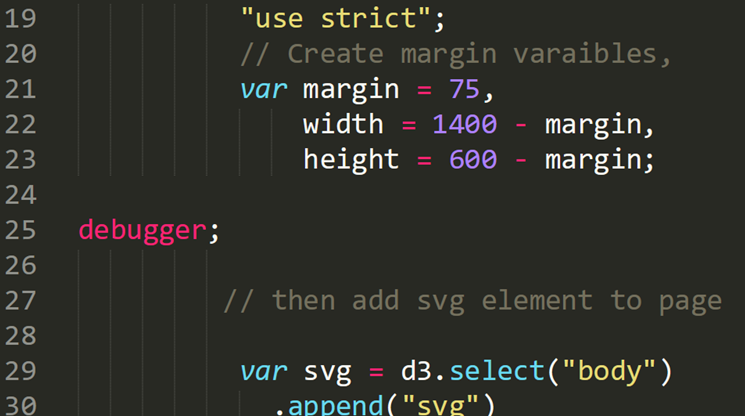 19 "use strict";
20 // Create margin varaibles,
21 var margin = 75,
22 width = 1400 - margin,
23 height = 600 - margin;
24
25 debugger;
26
27 // then add svg element to page
28
29 var svg = d3.select("body")
30 .append("svg")